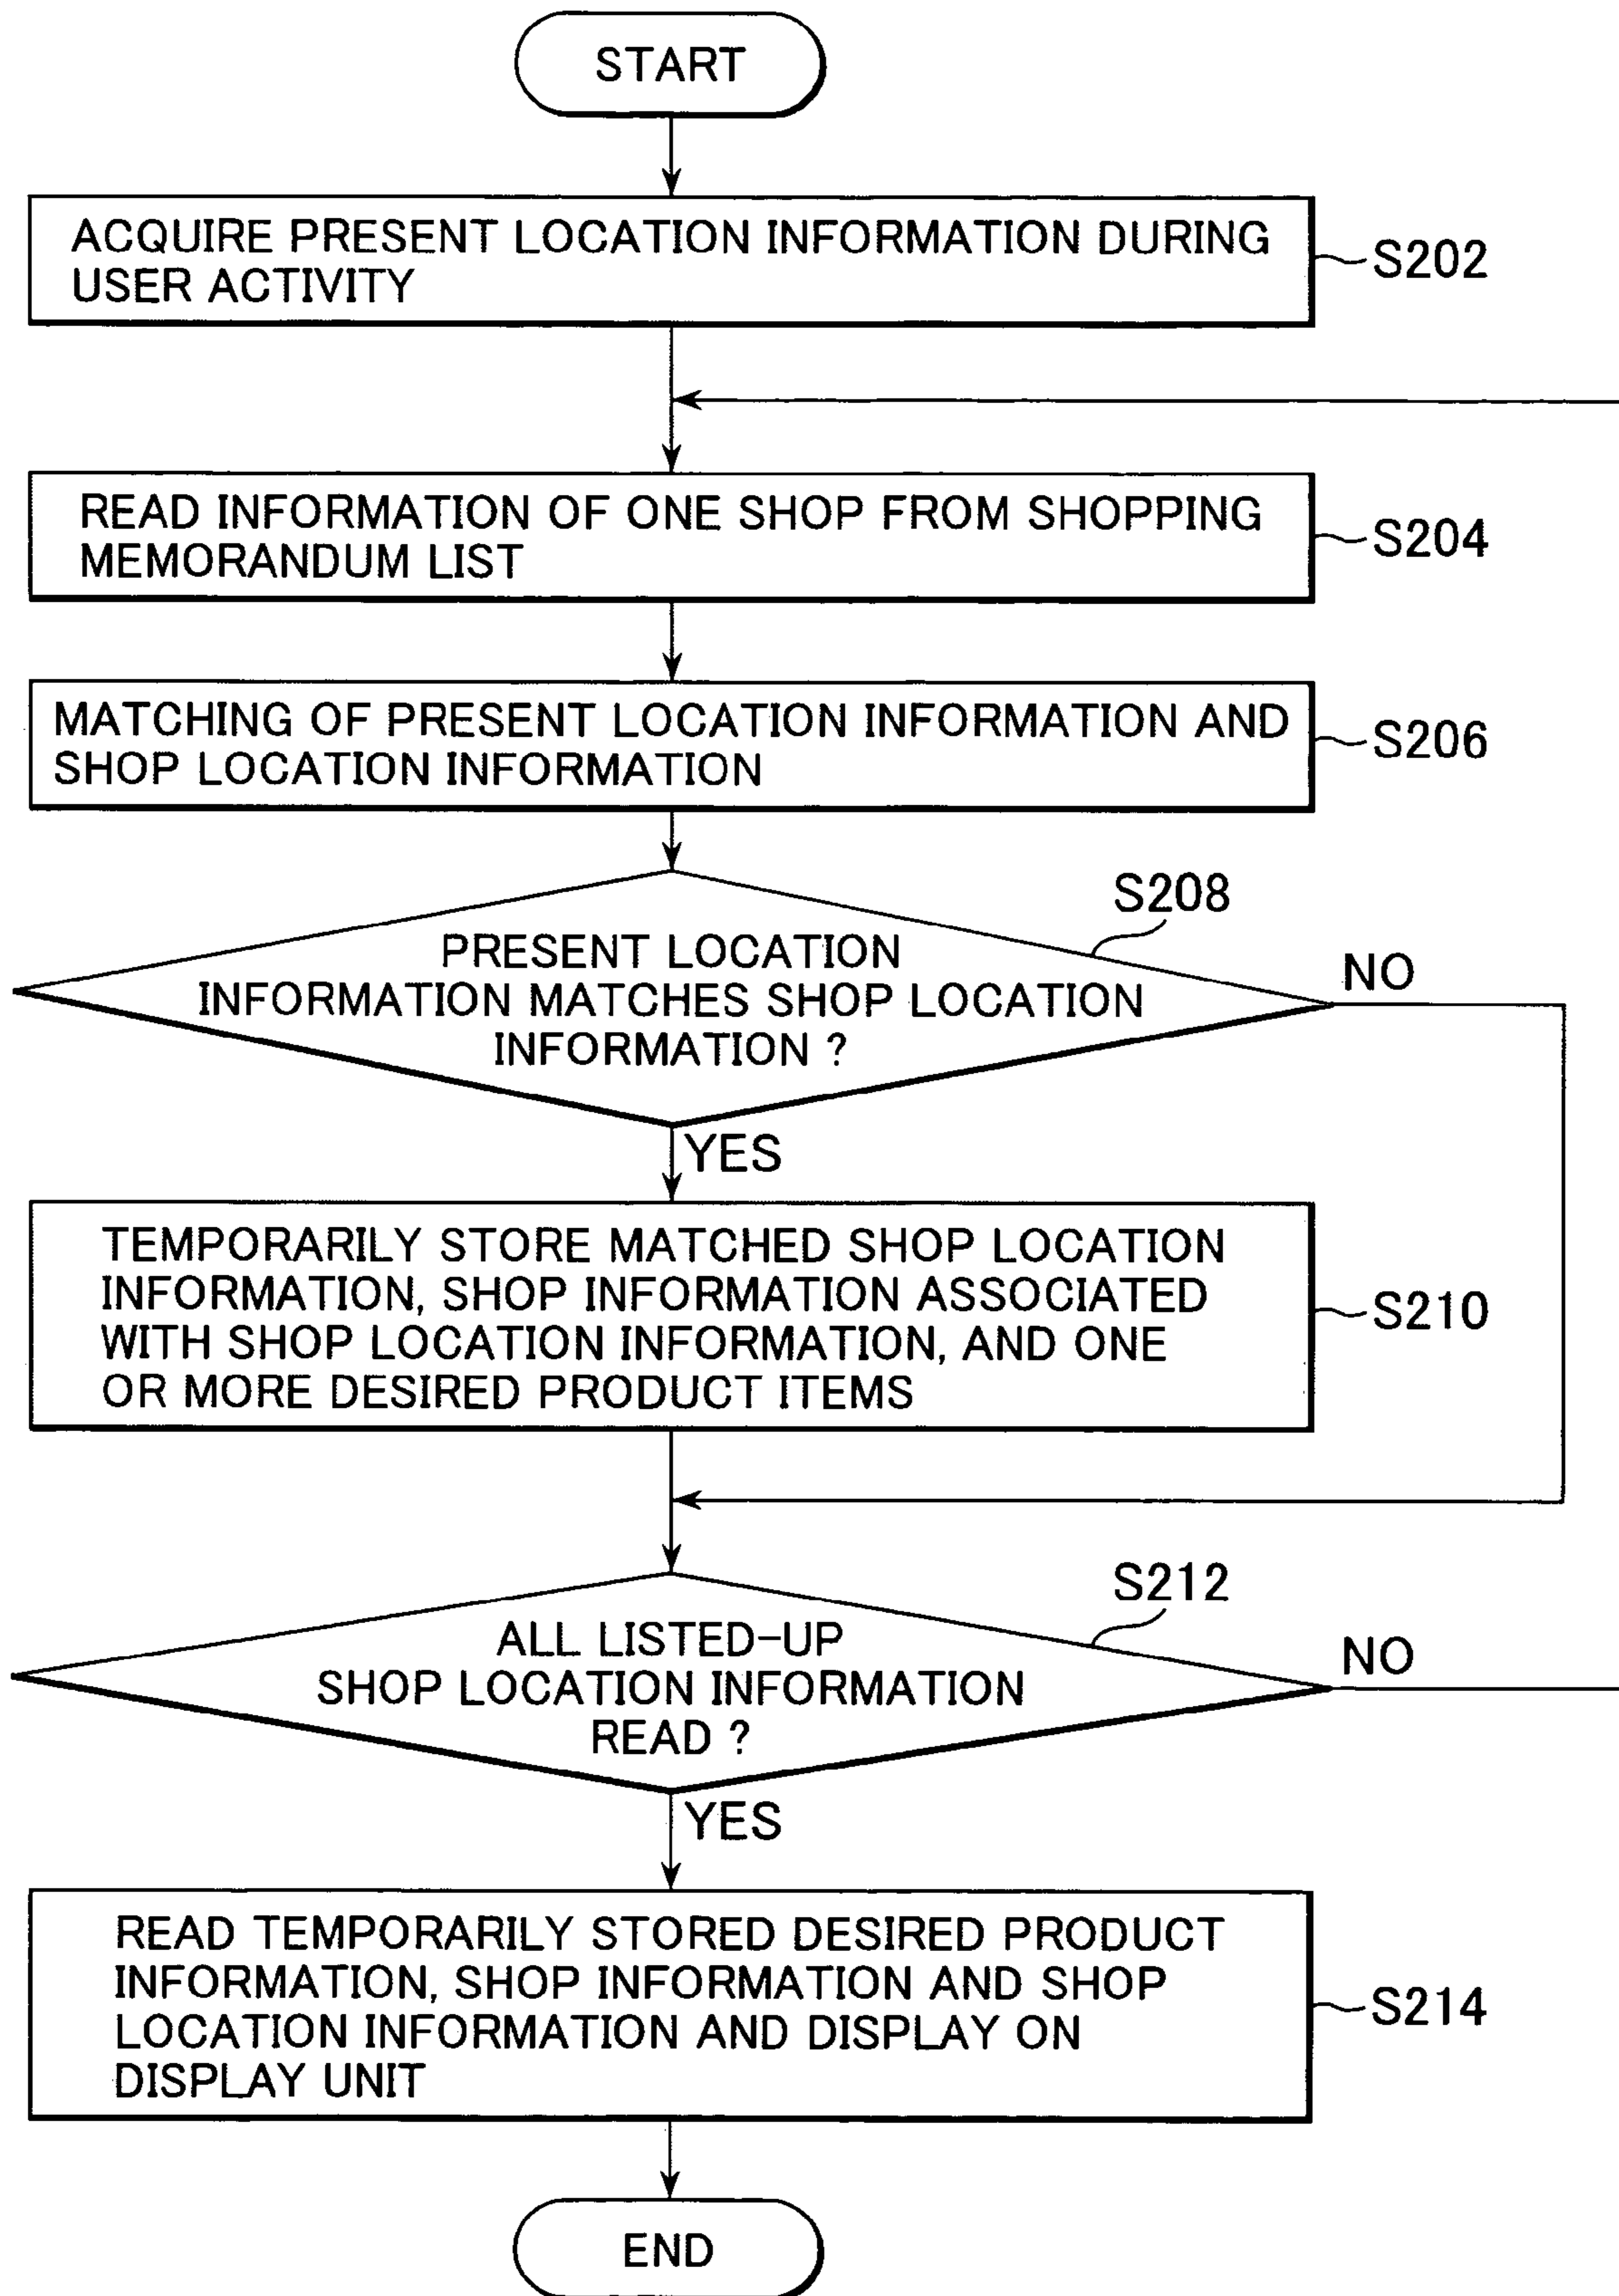 START
ACQUIRE PRESENT LOCATION INFORMATION DURING
USER ACTIVITY
S202
READ INFORMATION OF ONE SHOP FROM SHOPPING
MEMORANDUM LIST
S204
MATCHING OF PRESENT LOCATION INFORMATION AND
SHOP LOCATION INFORMATION
S206
S208
PRESENT LOCATION
INFORMATION MATCHES SHOP LOCATION
INFORMATION ?
NO
YES
TEMPORARILY STORE MATCHED SHOP LOCATION
INFORMATION, SHOP INFORMATION ASSOCIATED
WITH SHOP LOCATION INFORMATION, AND ONE
OR MORE DESIRED PRODUCT ITEMS
S210
S212
ALL LISTED-UP
SHOP LOCATION INFORMATION
READ ?
NO
YES
READ TEMPORARILY STORED DESIRED PRODUCT
INFORMATION, SHOP INFORMATION AND SHOP
LOCATION INFORMATION AND DISPLAY ON
DISPLAY UNIT
S214
END